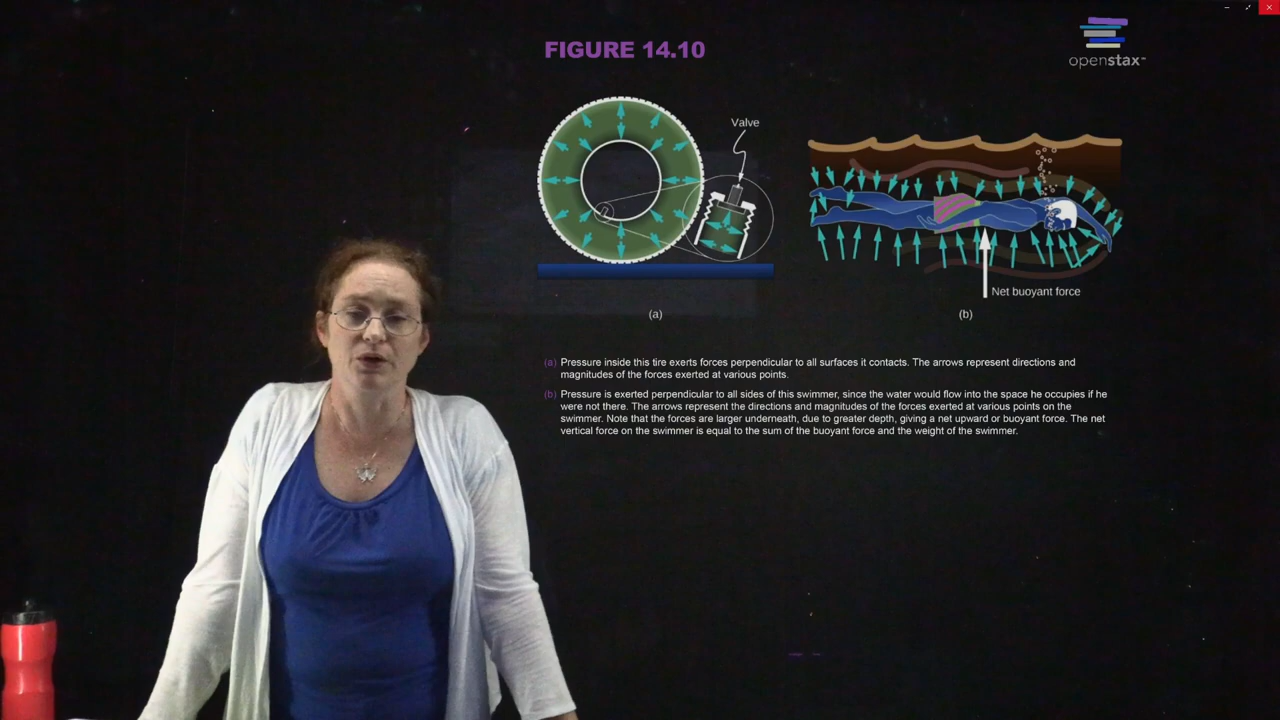 FIGURE 14.10
openstax™
Valve
Net buoyant force
(a)
(b)
(a) Pressure inside this tire exerts forces perpendicular to all surfaces it contacts. The arrows represent directions and
magnitudes of the forces exerted at various points.
(b) Pressure is exerted perpendicular to all sides of this swimmer, since the water would flow into the space he occupies if he
were not there. The arrows represent the directions and magnitudes of the forces exerted at various points on the
swimmer. Note that the forces are larger underneath, due to greater depth, giving a net upward or buoyant force. The net
vertical force on the swimmer is equal to the sum of the buoyant force and the weight of the swimmer.